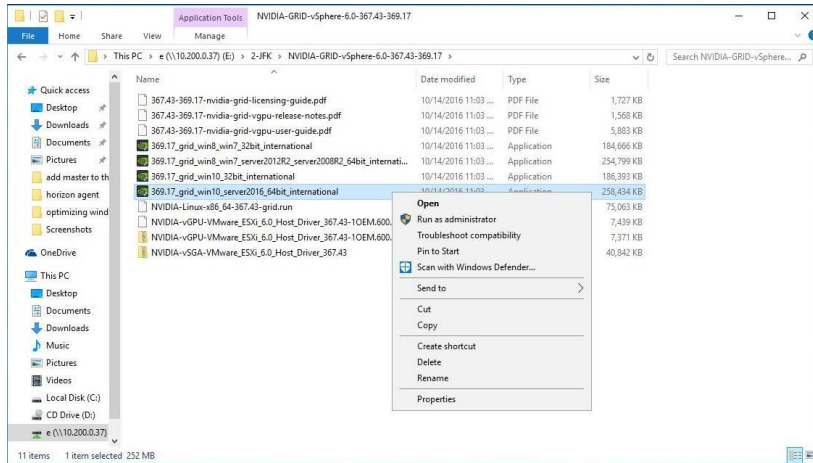 Application Tools NVIDIA-GRID-vSphere-6.0-367.43-369.17
File Home Share View Manage
This PC > e (\\10.200.0.37) (E:) > 2-JFK > NVIDIA-GRID-vSphere-6.0-367.43-369.17 >
Search NVIDIA-GRID-vSphere...
Quick access
Desktop
Downloads
Documents
Pictures
add master to th
horizon agent
optimizing wind
Screenshots
OneDrive
This PC
Desktop
Documents
Downloads
Music
Pictures
Videos
Local Disk (C:)
CD Drive (D:)
e (\\10.200.0.37)
Name Date modified Type Size
367.43-369.17-nvidia-grid-licensing-guide.pdf 10/14/2016 11:03 ... PDF File 1,727 KB
367.43-369.17-nvidia-grid-vgpu-release-notes.pdf 10/14/2016 11:03 ... PDF File 1,568 KB
367.43-369.17-nvidia-grid-vgpu-user-guide.pdf 10/14/2016 11:03 ... PDF File 5,883 KB
369.17_grid_win8_win7_32bit_international 10/14/2016 11:03 ... Application 184,666 KB
369.17_grid_win8_win7_server2012R2_server2008R2_64bit_internati... 10/14/2016 11:03 ... Application 254,799 KB
369.17_grid_win10_32bit_international 10/14/2016 11:03 ... Application 186,393 KB
369.17_grid_win10_server2016_64bit_international 10/14/2016 11:03 Application 258,434 KB
NVIDIA-Linux-x86_64-367.43-grid.run 75,063 KB
NVIDIA-vGPU-VMware_ESXi_6.0_Host_Driver_367.43-1OEM.600. 7,439 KB
NVIDIA-vGPU-VMware_ESXi_6.0_Host_Driver_367.43-1OEM.600. 7,371 KB
NVIDIA-vSGA-VMware_ESXi_6.0_Host_Driver_367.43 40,842 KB
Open
Run as administrator
Troubleshoot compatibility
Pin to Start
Scan with Windows Defender...
Send to
Cut
Copy
Create shortcut
Delete
Rename
Properties
11 items 1 item selected 252 MB